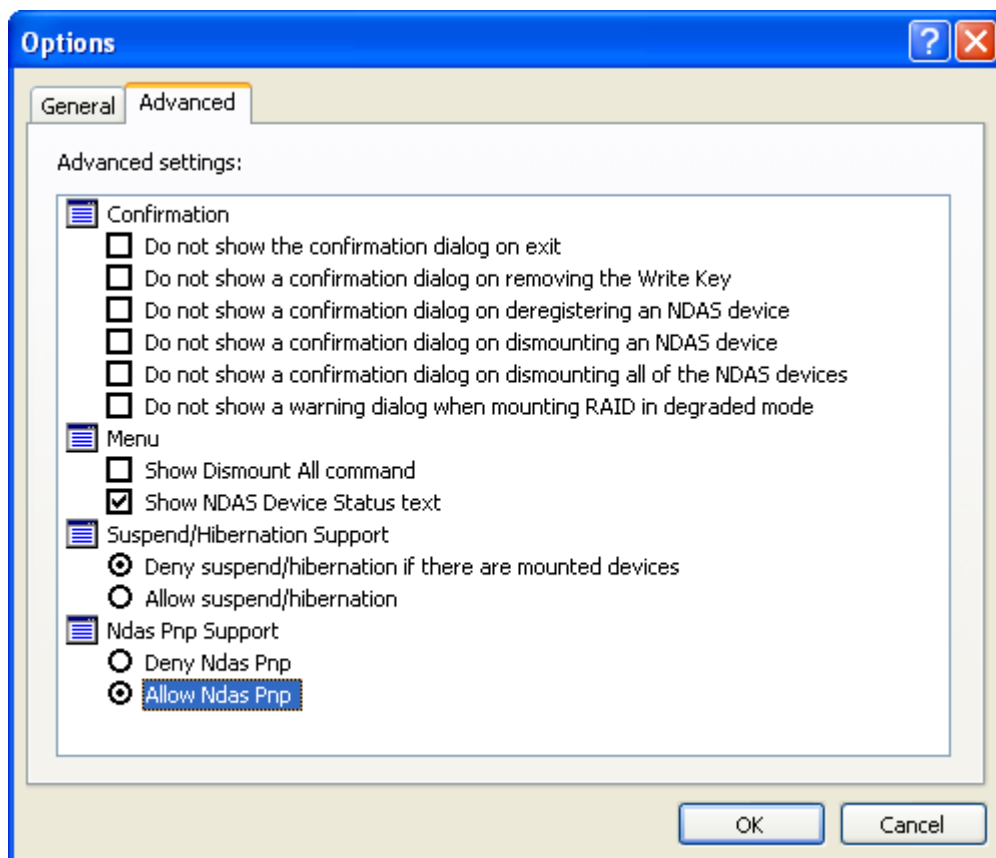 Options
General
Advanced
Advanced settings:
Confirmation
Do not show the confirmation dialog on exit
Do not show a confirmation dialog on removing the Write Key
Do not show a confirmation dialog on deregistering an NDAS device
Do not show a confirmation dialog on dismounting an NDAS device
Do not show a confirmation dialog on dismounting all of the NDAS devices
Do not show a warning dialog when mounting RAID in degraded mode
Menu
Show Dismount All command
Show NDAS Device Status text
Suspend/Hibernation Support
Deny suspend/hibernation if there are mounted devices
Allow suspend/hibernation
Ndas Pnp Support
Deny Ndas Pnp
Allow Ndas Pnp
OK
Cancel